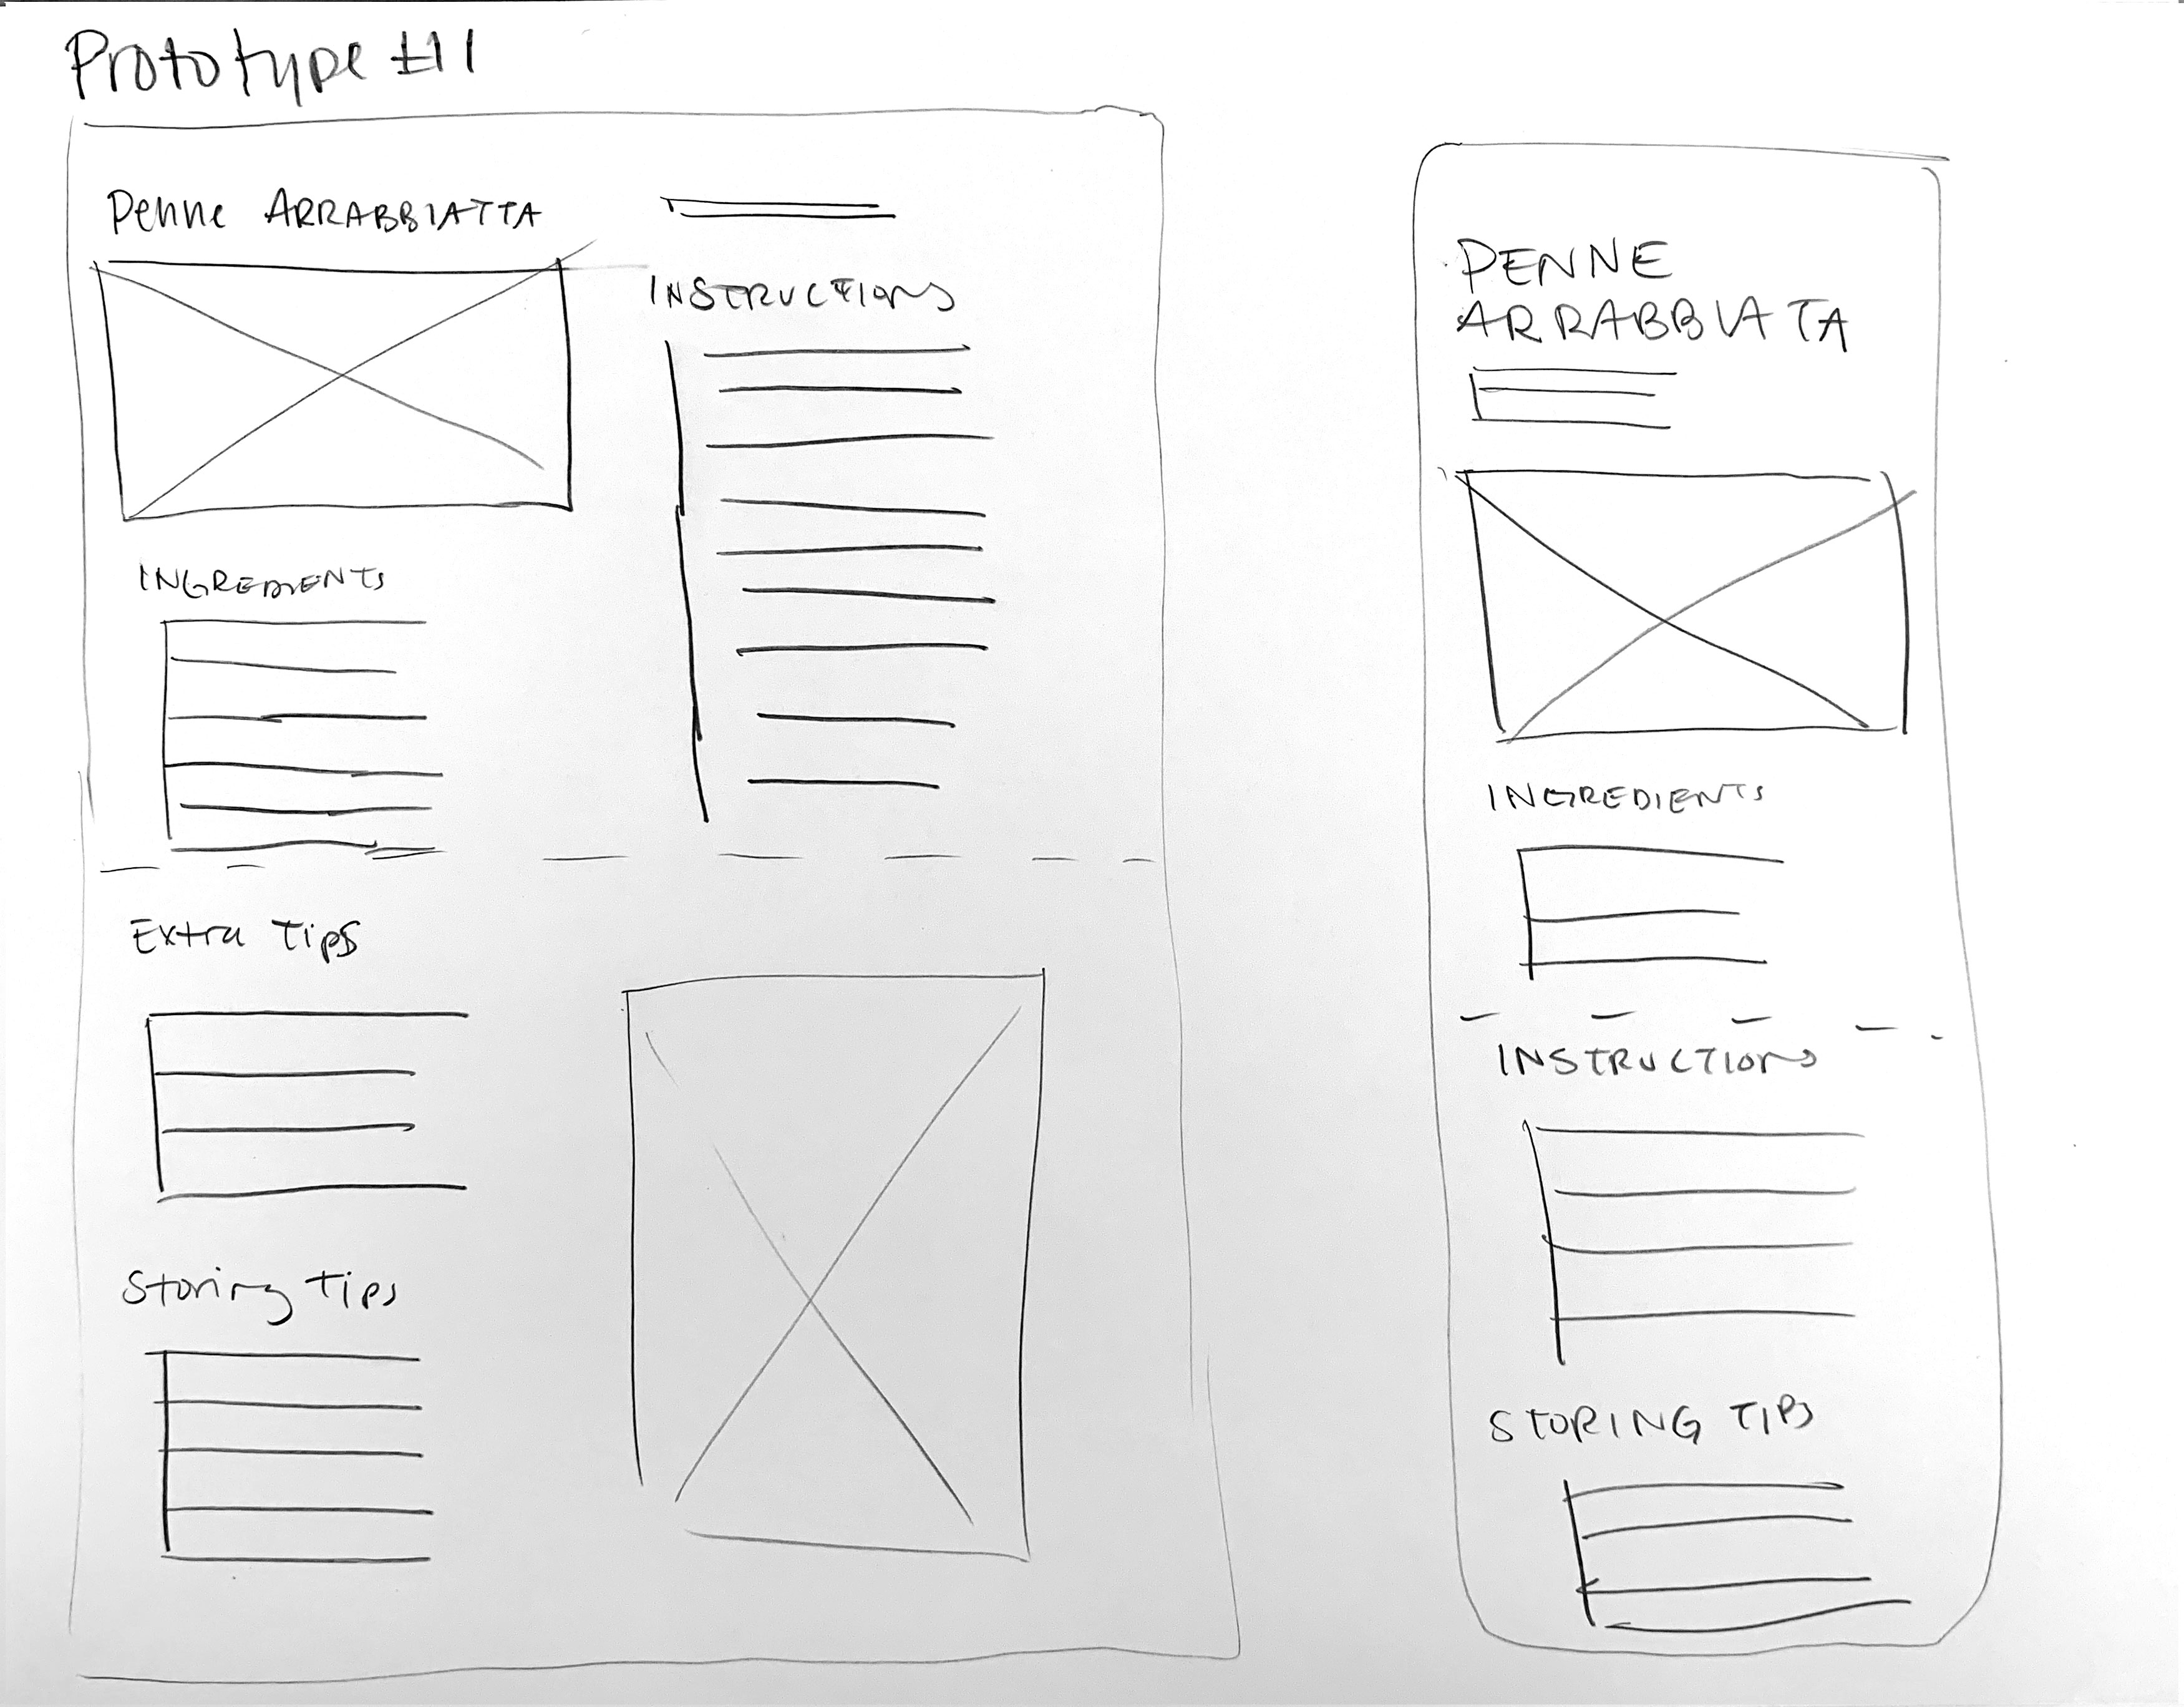 Prototype #1
Penne ARRABBIATTA
INSTRUCTIONS
INGREDIENTS
Extra Tips
Storing Tips
PENNE
ARRABBIATA
INGREDIENTS
INSTRUCTIONS
STORING TIPS